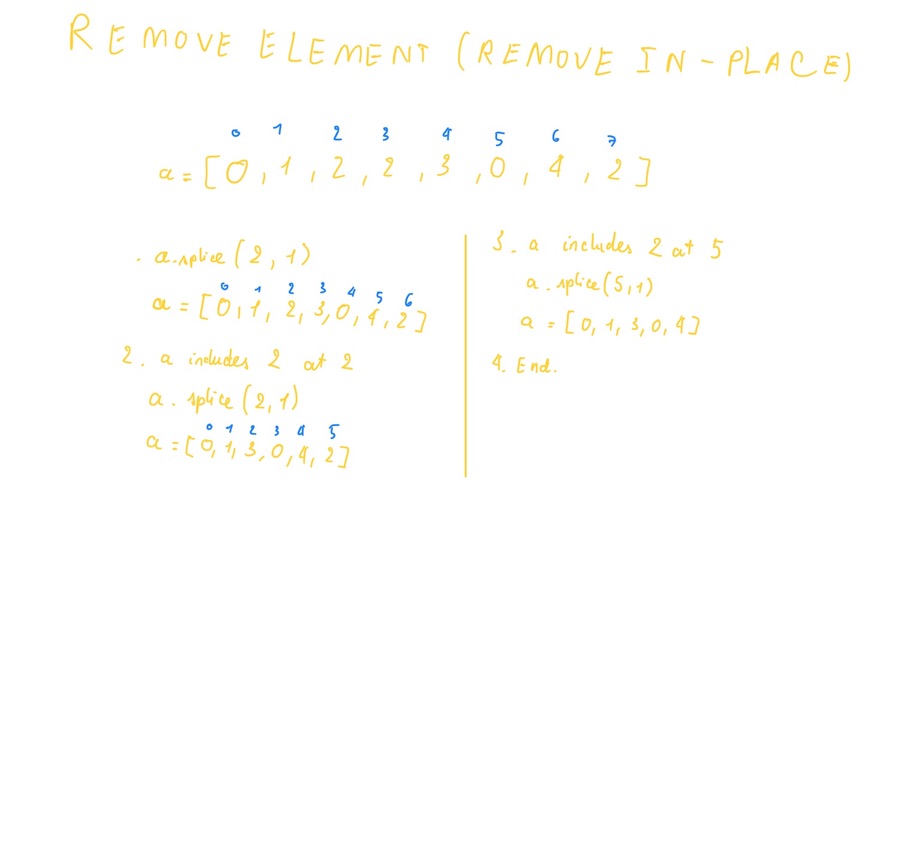 REMOVE ELEMENT (REMOVE IN-PLACE)
0 1 2 3 4 5 6 7
a = [0, 1, 2, 2, 3, 0, 4, 2]
. a.splice(2, 1)
0 1 2 3 4 5 6
a = [0, 1, 2, 3, 0, 4, 2]
2. a includes 2 at 2
a. splice(2, 1)
0 1 2 3 4 5
a = [0, 1, 3, 0, 4, 2]
3. a includes 2 at 5
a. splice(5, 1)
a = [0, 1, 3, 0, 4]
4. End.